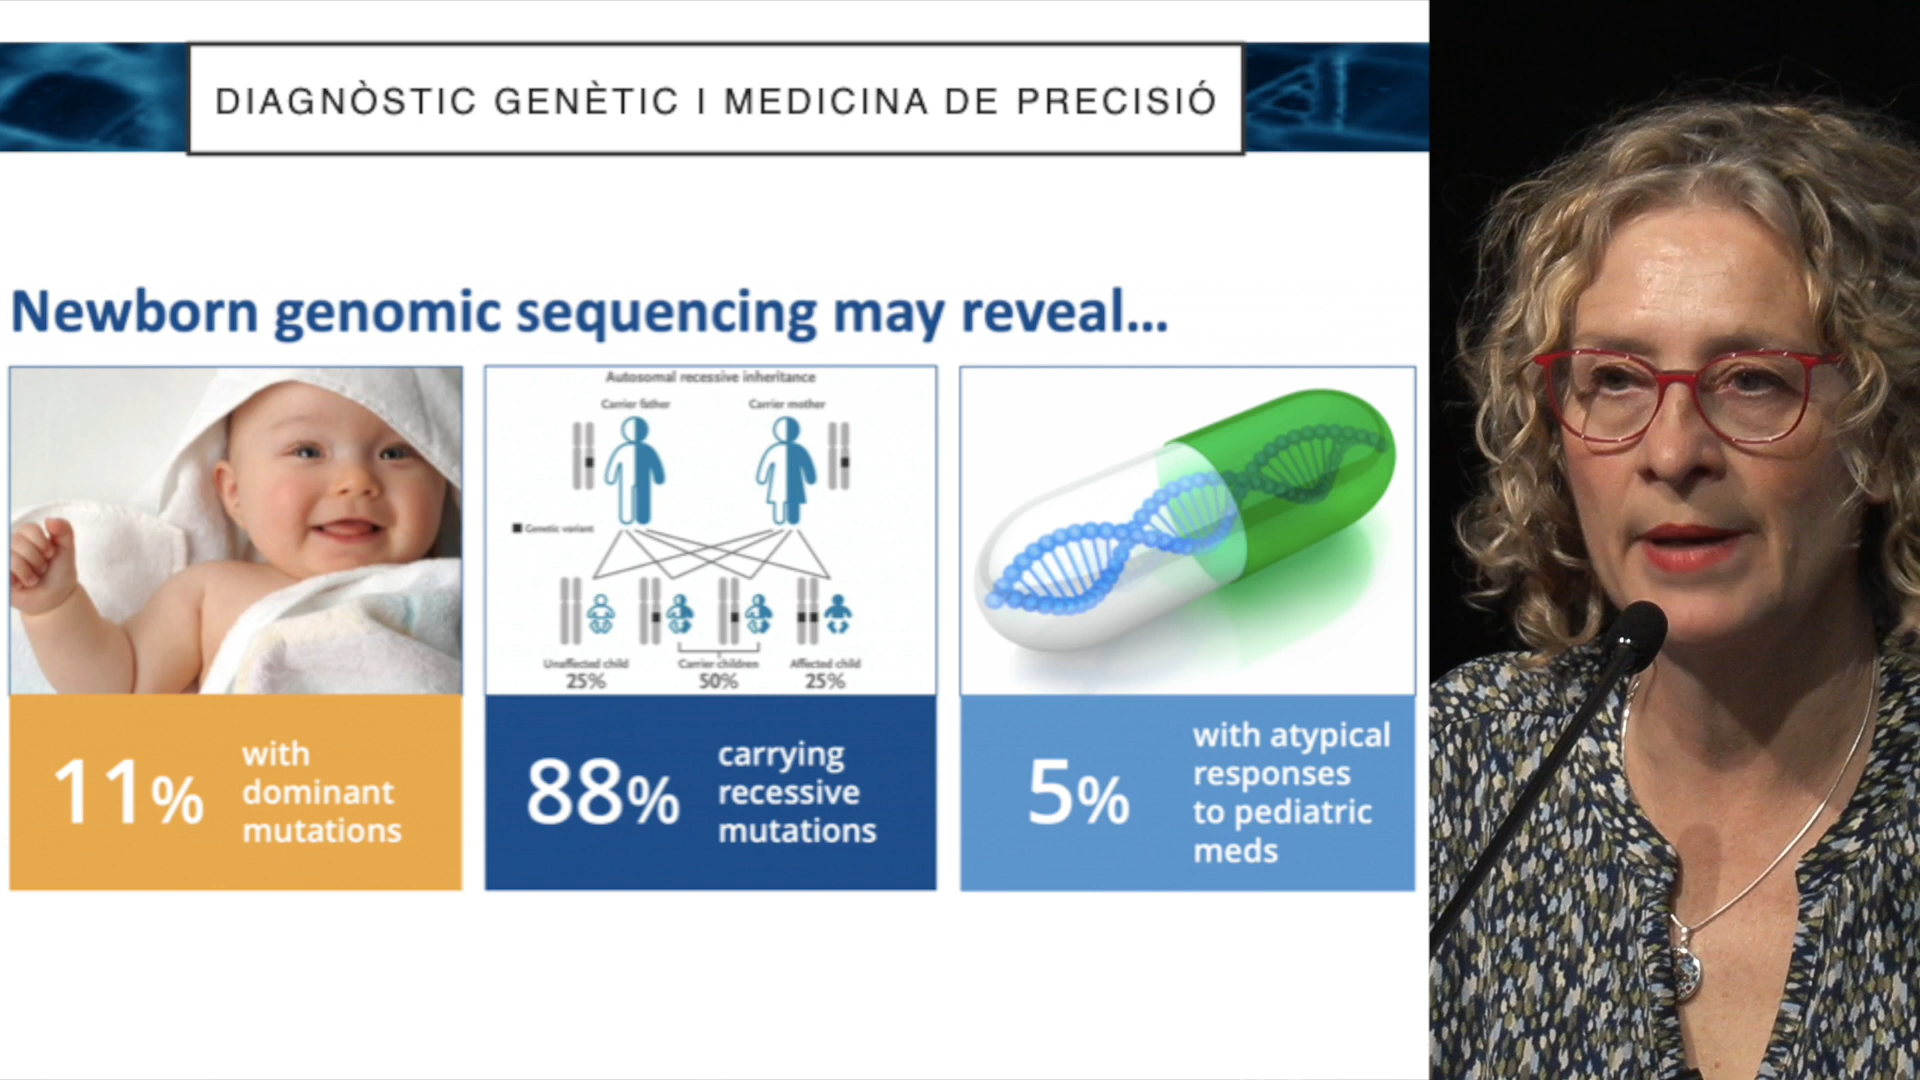 DIAGNÒSTIC GENÈTIC I MEDICINA DE PRECISIÓ
Newborn genomic sequencing may reveal...
Autosomal recessive inheritance
Carrier father
Carrier mother
Genetic variant
Unaffected child
25%
Carrier children
50%
Affected child
25%
11%
with
dominant
mutations
88%
carrying
recessive
mutations
5%
with atypical
responses
to pediatric
meds